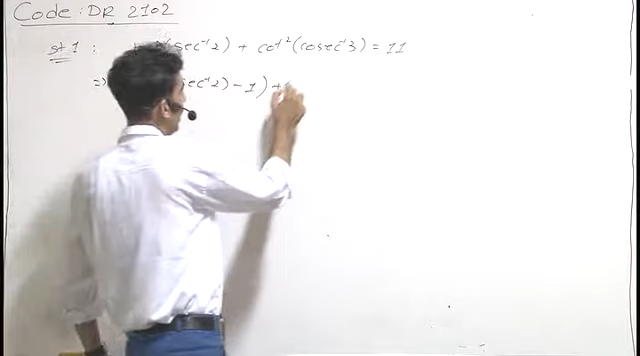 Code : DR 2102
st 1 : (sec⁻¹2) + cot²(cosec⁻¹3) = 11
⇒ sec⁻¹2) - 1) +